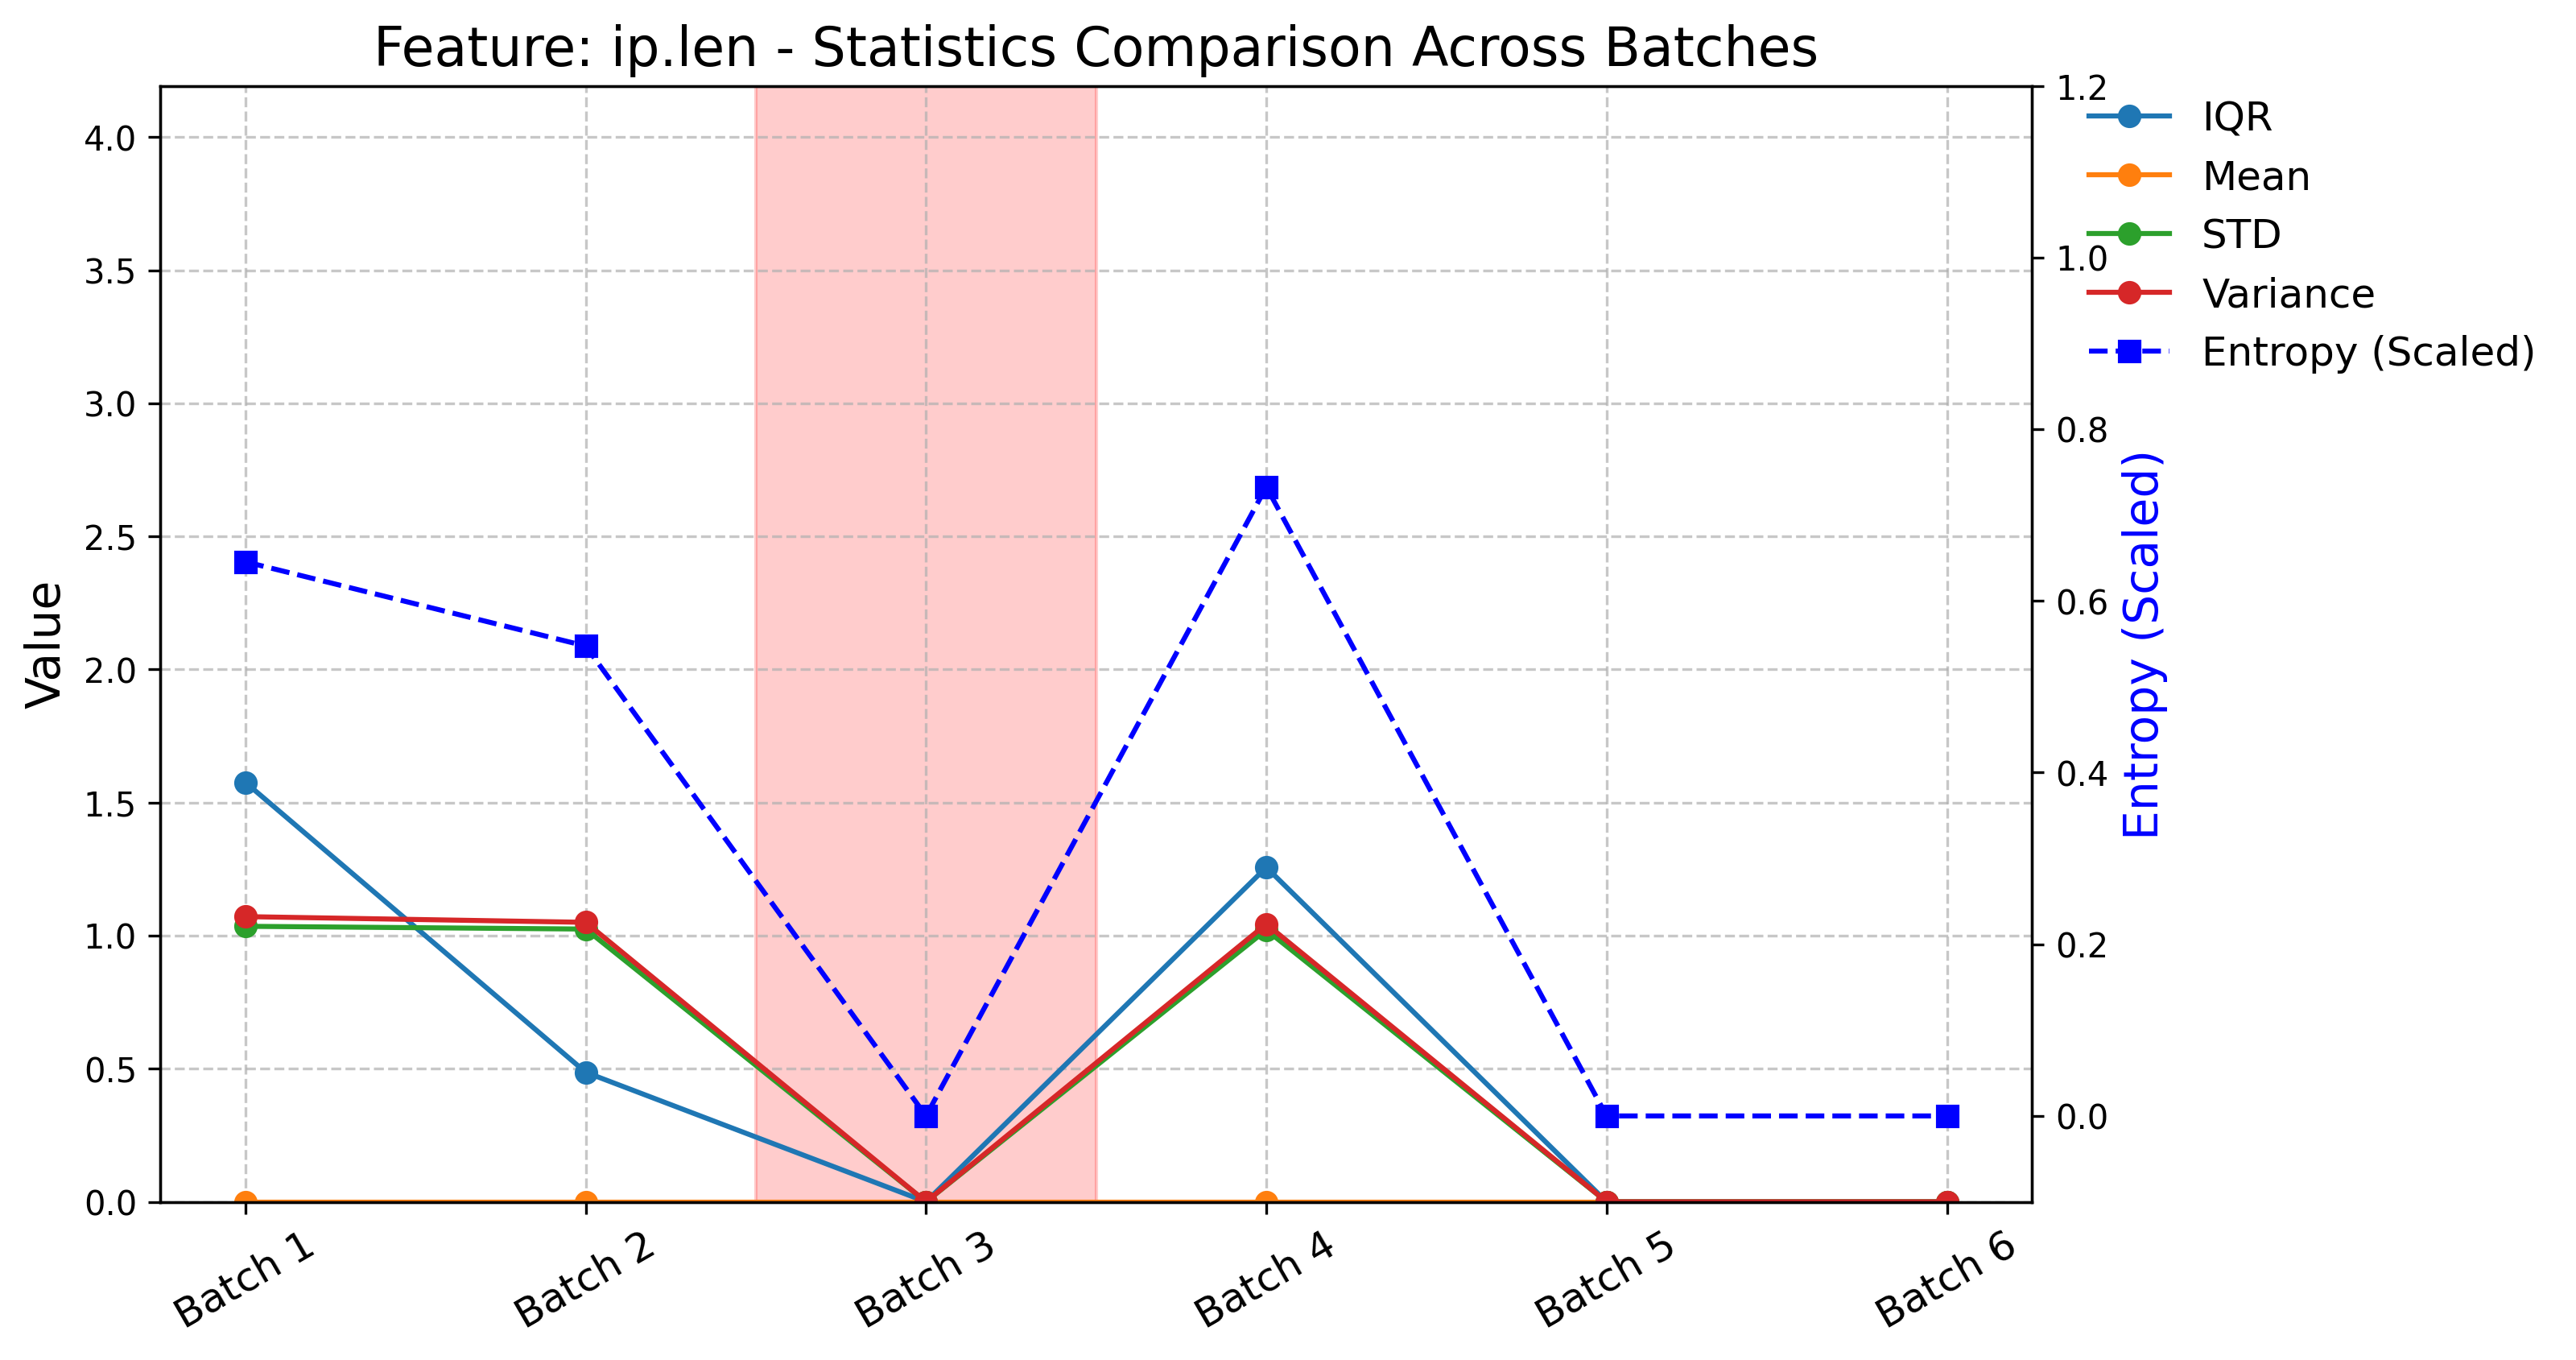 Feature: ip.len - Statistics Comparison Across Batches
Value
4.0
3.5
3.0
2.5
2.0
1.5
1.0
0.5
0.0
Batch 1
Batch 2
Batch 3
Batch 4
Batch 5
Batch 6
1.2
1.0
0.8
0.6
0.4
0.2
0.0
Entropy (Scaled)
IQR
Mean
STD
Variance
Entropy (Scaled)